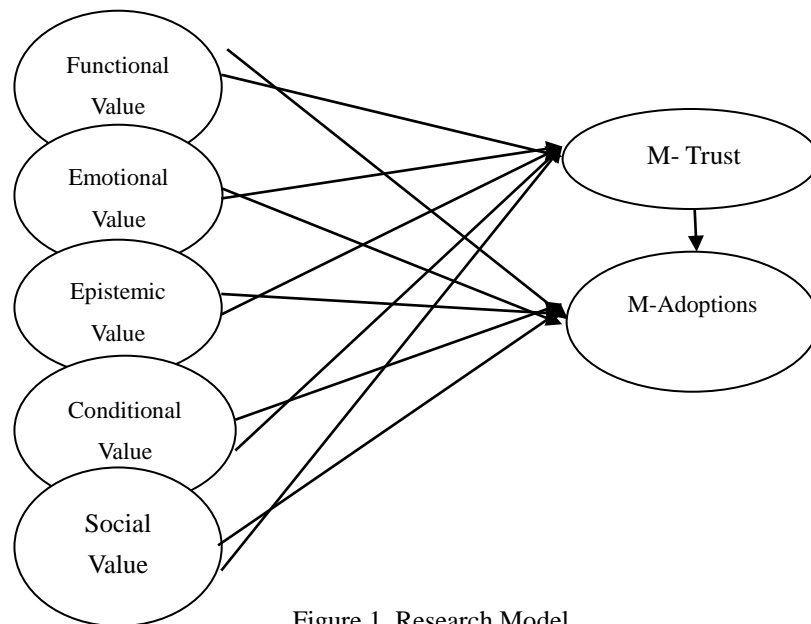 Functional
Value
Emotional
Value
Epistemic
Value
Conditional
Value
Social
Value
M- Trust
M-Adoptions
Figure 1. Research Model